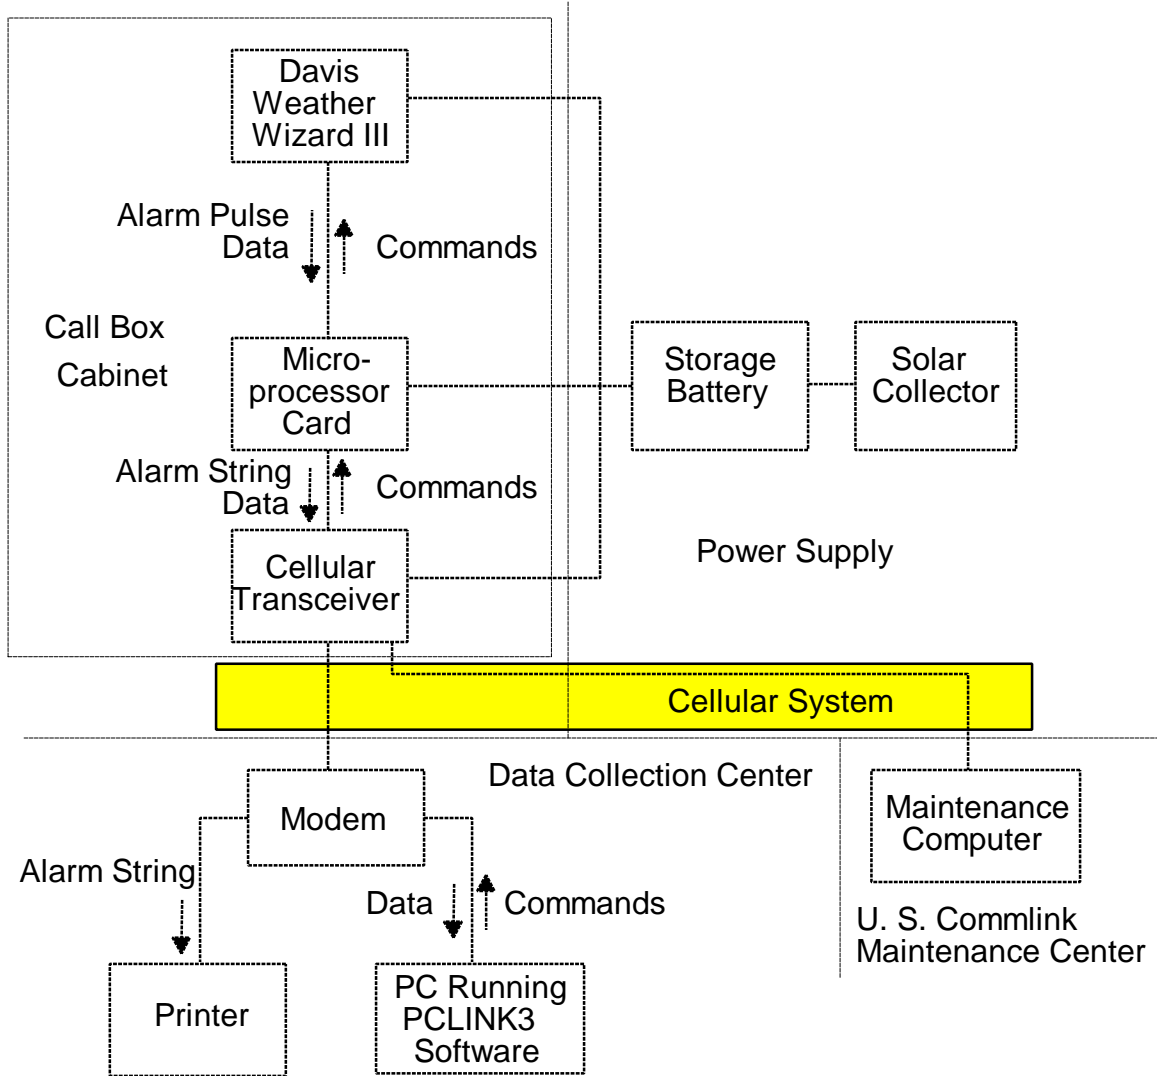 Davis
Weather
Wizard III
Alarm Pulse
Data
Commands
Call Box
Cabinet
Micro-
processor
Card
Storage
Battery
Solar
Collector
Alarm String
Data
Commands
Power Supply
Cellular
Transceiver
Cellular System
Data Collection Center
Modem
Maintenance
Computer
Alarm String
Data
Commands
U. S. Commlink
Maintenance Center
Printer
PC Running
PCLINK3
Software